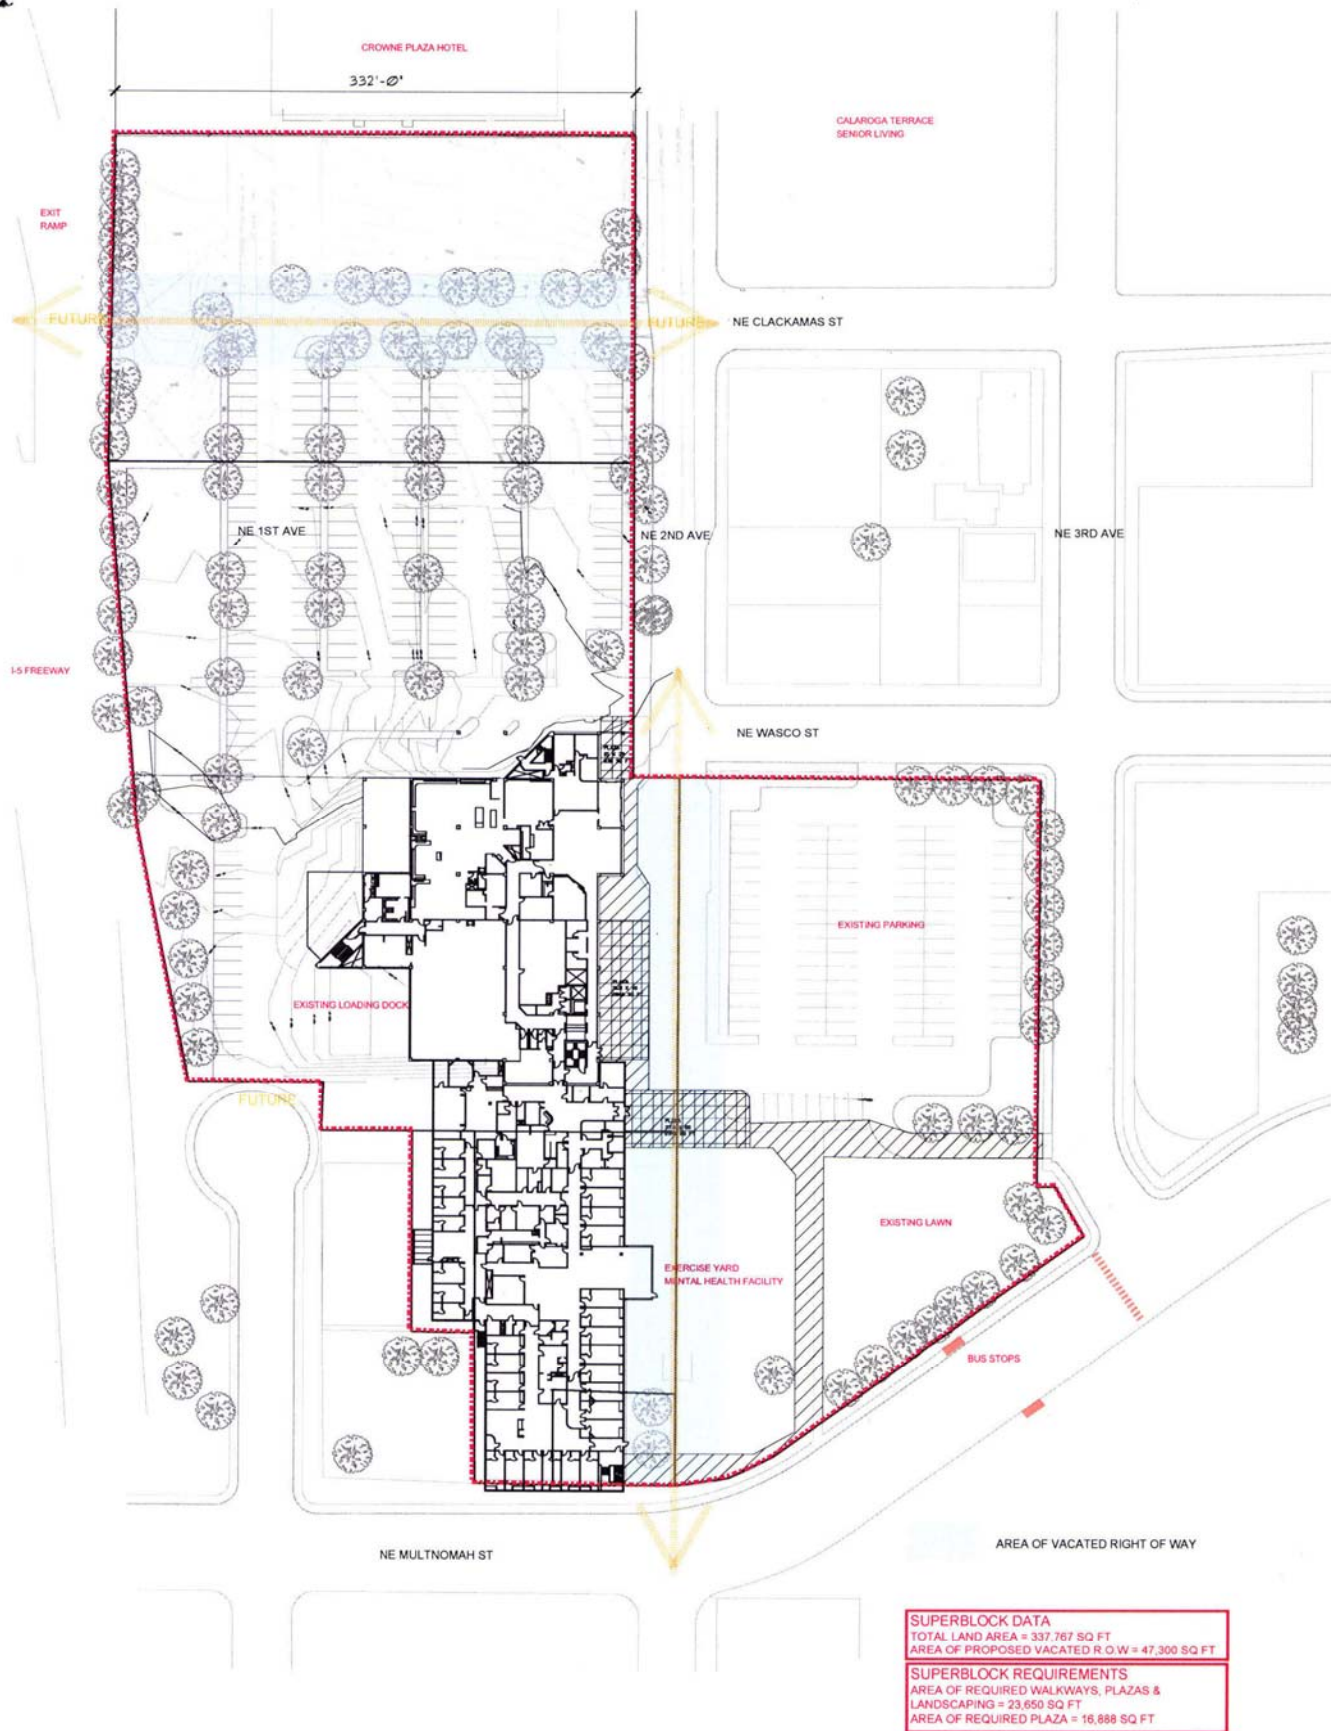 CROWNE PLAZA HOTEL
332'-0"
CALAROGA TERRACE
SENIOR LIVING
EXIT
RAMP
FUTURE
FUTURE
NE CLACKAMAS ST
NE 1ST AVE
NE 2ND AVE
NE 3RD AVE
I-5 FREEWAY
NE WASCO ST
EXISTING PARKING
EXISTING LOADING DOCK
FUTURE
EXISTING LAWN
EXERCISE YARD
MENTAL HEALTH FACILITY
BUS STOPS
NE MULTNOMAH ST
AREA OF VACATED RIGHT OF WAY
SUPERBLOCK DATA
TOTAL LAND AREA = 337,767 SQ FT
AREA OF PROPOSED VACATED R.O.W = 47,300 SQ FT
SUPERBLOCK REQUIREMENTS
AREA OF REQUIRED WALKWAYS, PLAZAS &
LANDSCAPING = 23,650 SQ FT
AREA OF REQUIRED PLAZA = 16,888 SQ FT